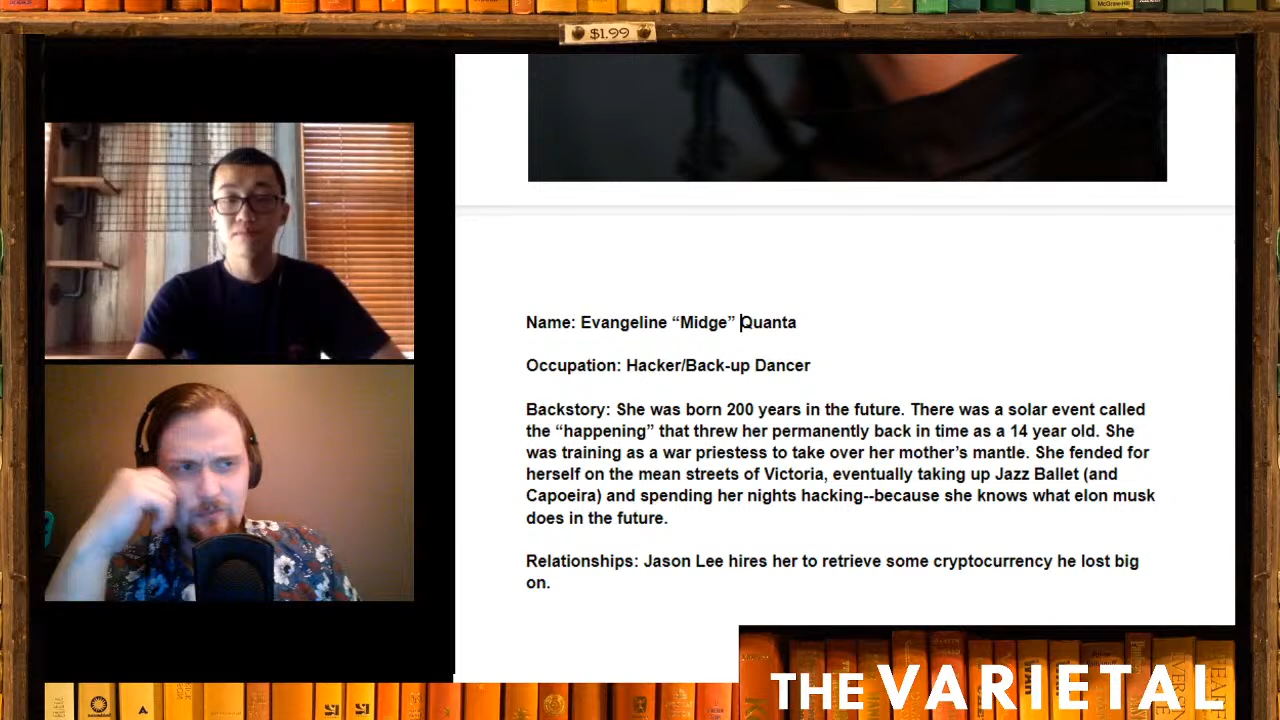 McGraw-Hill
$1.99
Name: Evangeline “Midge” Quanta
Occupation: Hacker/Back-up Dancer
Backstory: She was born 200 years in the future. There was a solar event called
the “happening” that threw her permanently back in time as a 14 year old. She
was training as a war priestess to take over her mother’s mantle. She fended for
herself on the mean streets of Victoria, eventually taking up Jazz Ballet (and
Capoeira) and spending her nights hacking--because she knows what elon musk
does in the future.
Relationships: Jason Lee hires her to retrieve some cryptocurrency he lost big
on.
THE VARIETAL